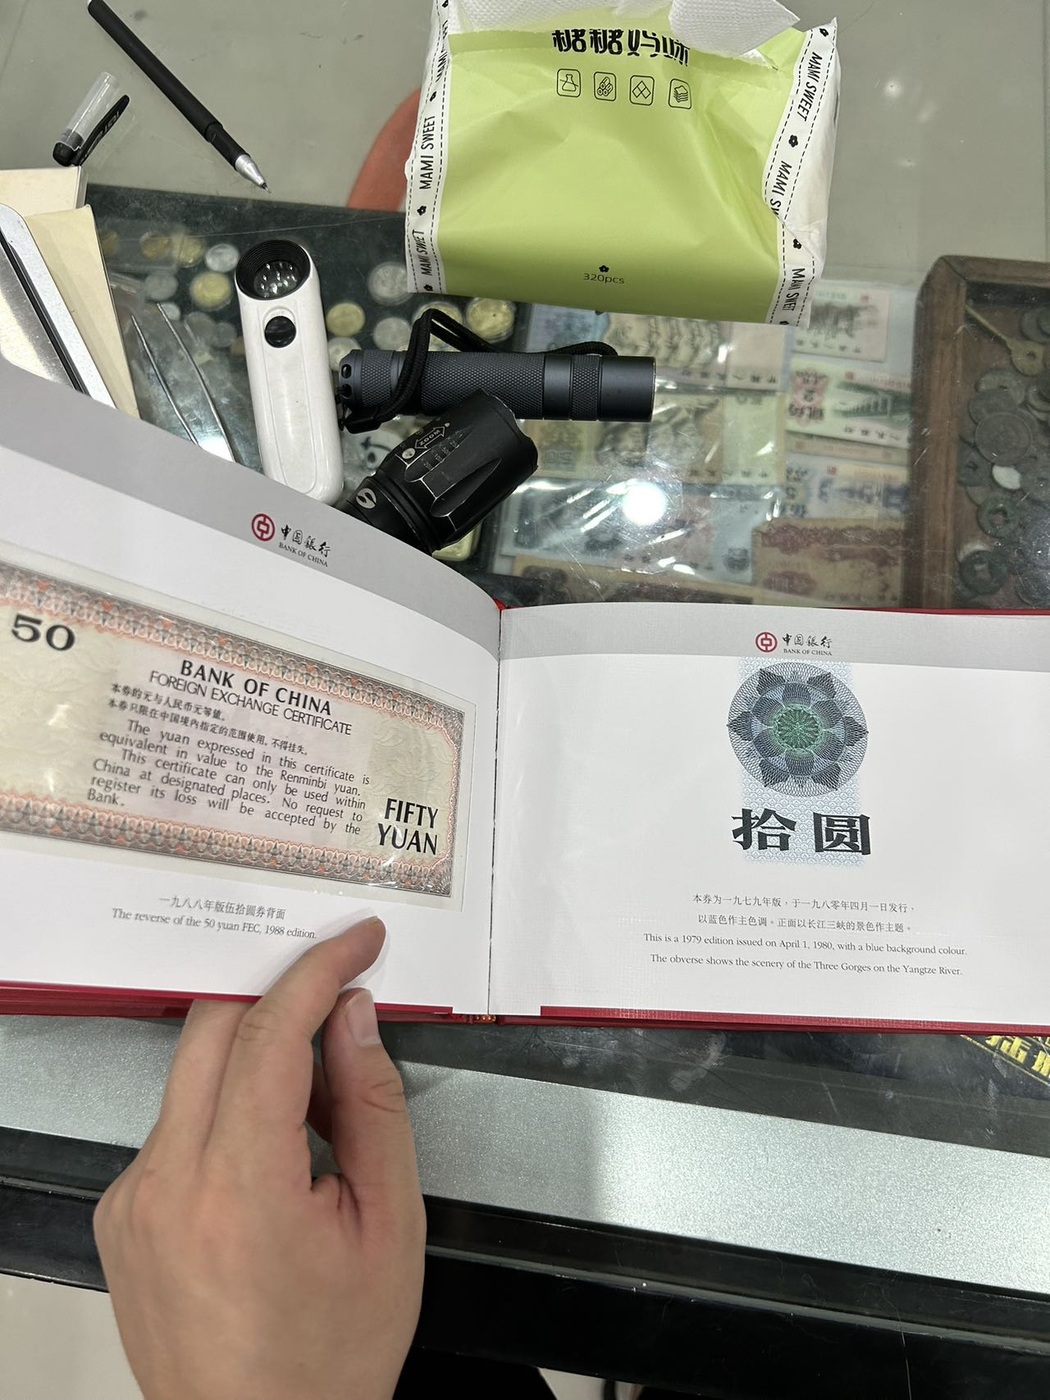 糖糖妈咪
MAMI SWEET
MAMI SWEET
MAMI SWEET
MAMI SWEET
320pcs
ZOOM
中国银行
BANK OF CHINA
50
BANK OF CHINA
FOREIGN EXCHANGE CERTIFICATE
本券的元与人民币元等值。
本券只限在中国境内指定的范围使用,不得挂失。
The yuan expressed in this certificate is
equivalent in value to the Renminbi yuan.
This certificate can only be used within
China at designated places. No request to
register its loss will be accepted by the
Bank.
FIFTY
YUAN
一九八八年版伍拾圆券背面
The reverse of the 50 yuan FEC, 1988 edition.
中国银行
BANK OF CHINA
拾圆
本券为一九七九年版,于一九八零年四月一日发行,
以蓝色作主色调。正面以长江三峡的景色作主题。
This is a 1979 edition issued on April 1, 1980, with a blue background colour.
The obverse shows the scenery of the Three Gorges on the Yangtze River.